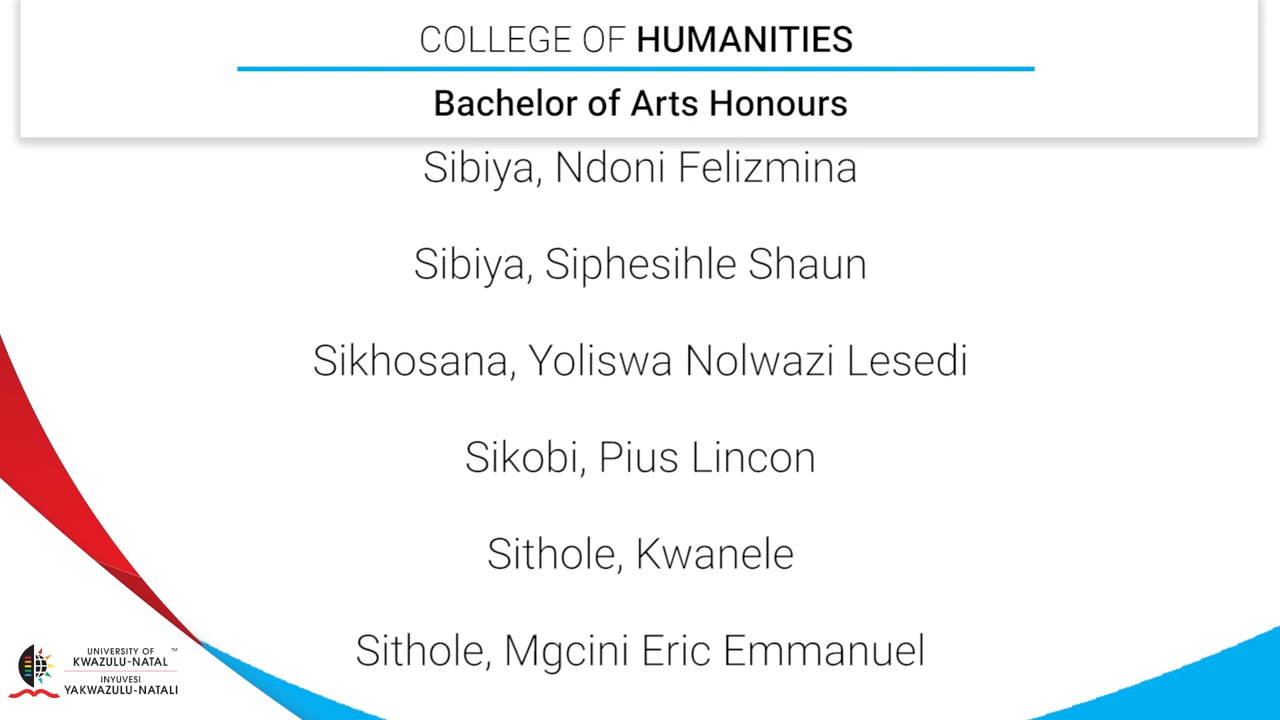 COLLEGE OF HUMANITIES
Bachelor of Arts Honours
Sibiya, Ndoni Felizmina
Sibiya, Siphesihle Shaun
Sikhosana, Yoliswa Nolwazi Lesedi
Sikobi, Pius Lincon
Sithole, Kwanele
Sithole, Mgcini Eric Emmanuel
UNIVERSITY OF ™
KWAZULU-NATAL
INYUVESI
YAKWAZULU-NATALI